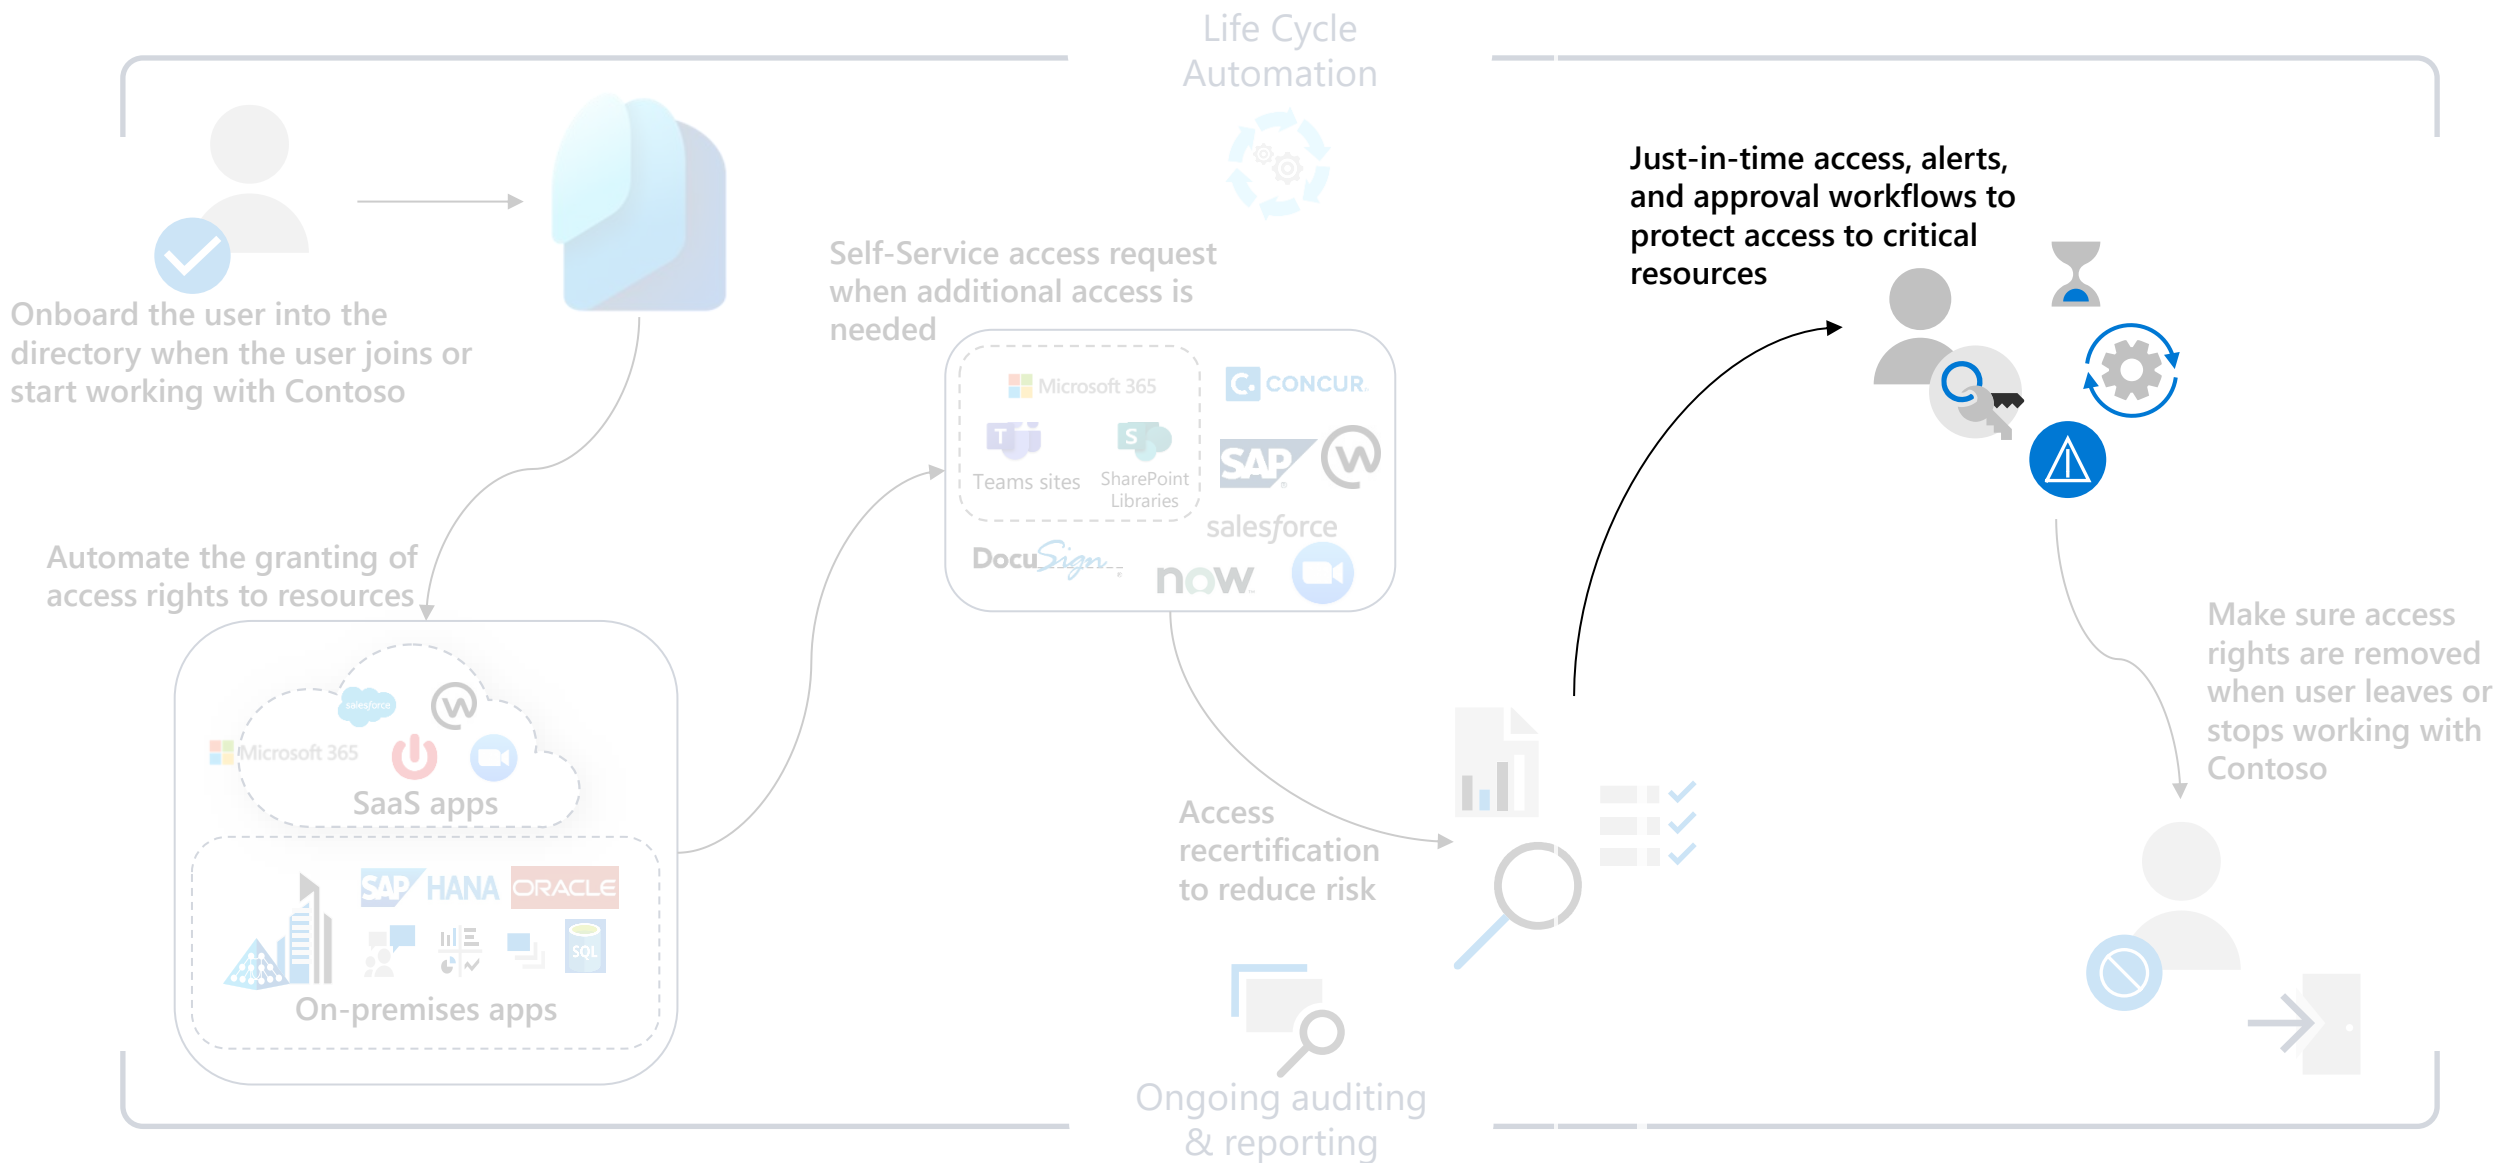 Life Cycle
Automation
Onboard the user into the
directory when the user joins or
start working with Contoso
Automate the granting of
access rights to resources
salesforce
Microsoft 365
SaaS apps
SAP HANA
ORACLE
SQL
On-premises apps
Self-Service access request
when additional access is
needed
Microsoft 365
T
Teams sites
S
SharePoint
Libraries
C. CONCUR
SAP ®
salesforce
DocuSign ®
now
Access
recertification
to reduce risk
Just-in-time access, alerts,
and approval workflows to
protect access to critical
resources
Make sure access
rights are removed
when user leaves or
stops working with
Contoso
Ongoing auditing
& reporting